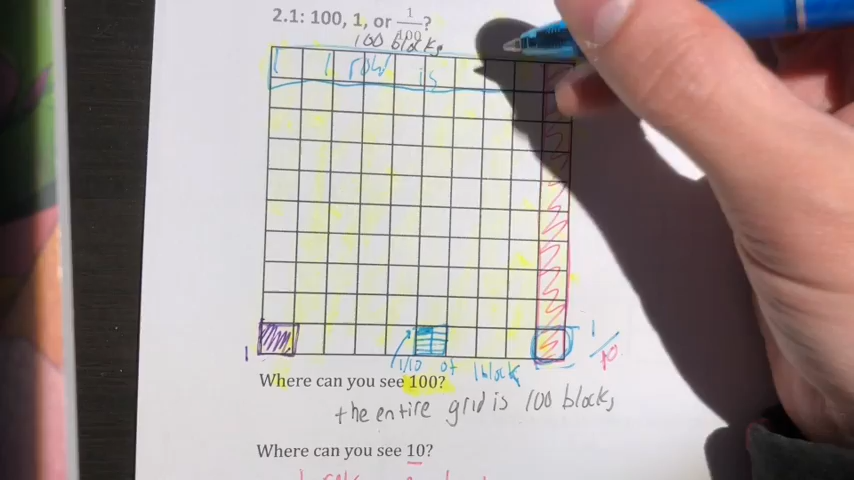 2.1: 100, 1, or 1/100?
100 blocks
1 1 row is
1
1/10 of 1 block
1/10
Where can you see 100?
the entire grid is 100 blocks
Where can you see 10?